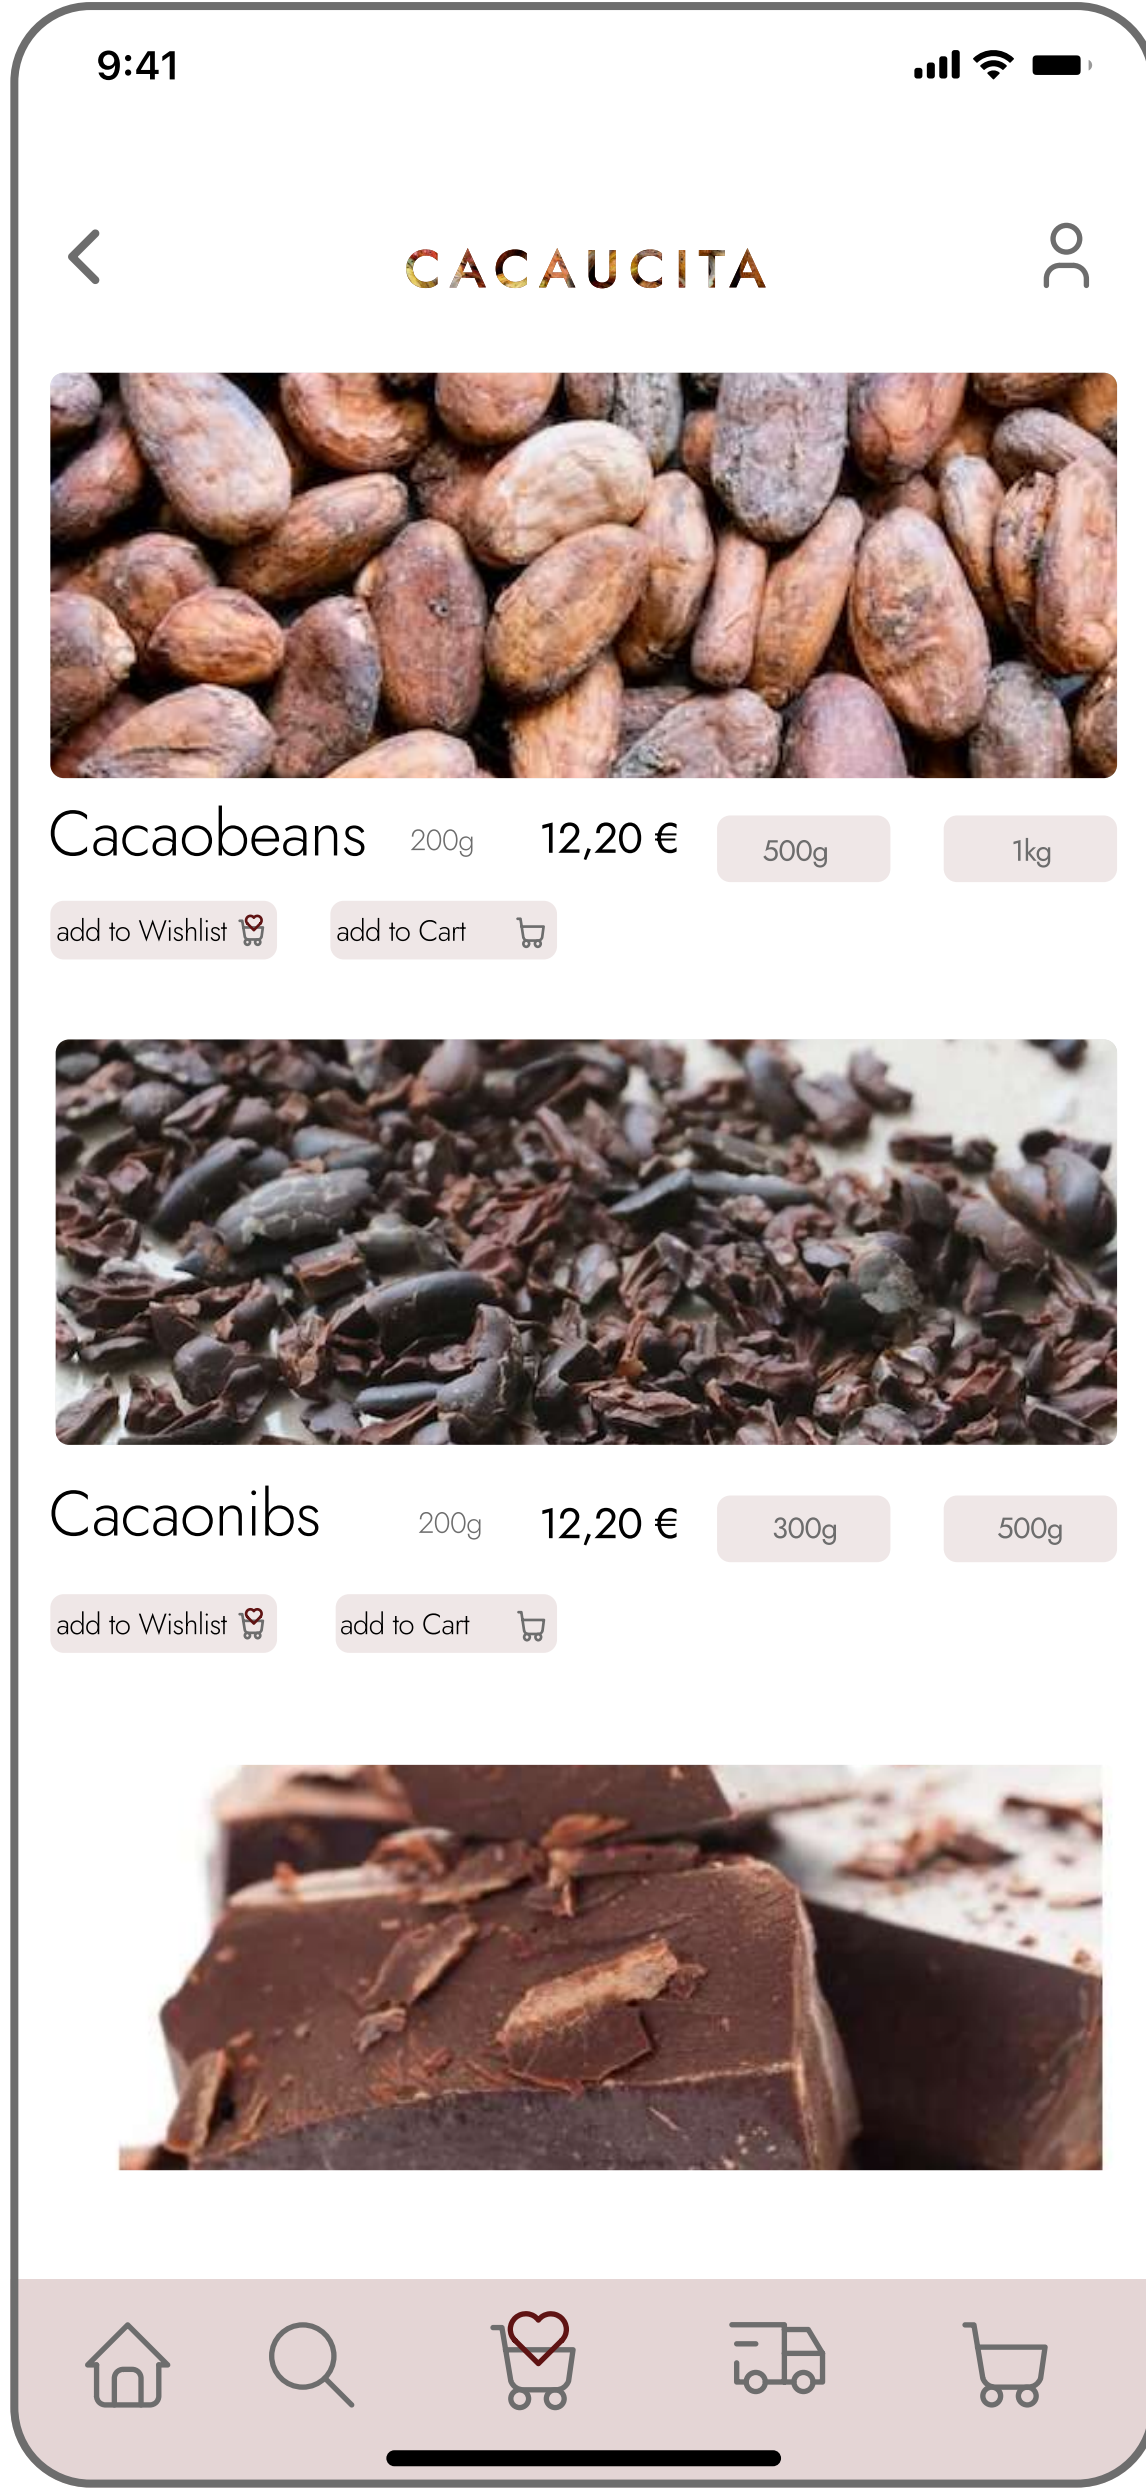 9:41
CACAUCITA
Cacaobeans 200g 12,20 € 500g 1kg
add to Wishlist add to Cart
Cacaonibs 200g 12,20 € 300g 500g
add to Wishlist add to Cart